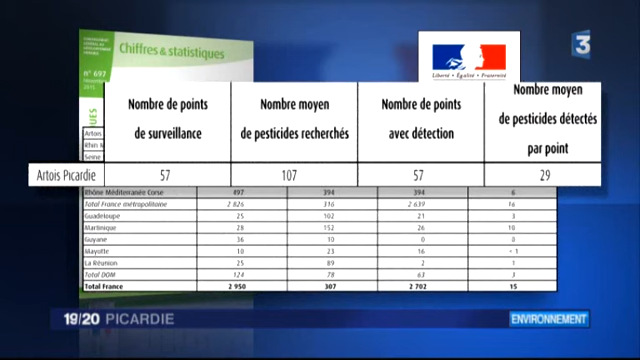 Chiffres & statistiques
3
n° 697
2015
Liberté • Égalité • Fraternité
Nombre de points de surveillance
Nombre moyen de pesticides recherchés
Nombre de points avec détection
Nombre moyen de pesticides détectés par point
Artois Picardie 57 107 57 29
Artois
Rhin &
Seine
Rhône Méditerranée Corse 497 394 394 6
Total France métropolitaine 2 826 316 2 639 16
Guadeloupe 25 102 21 3
Martinique 28 152 26 10
Guyane 36 10 0 0
Mayotte 10 23 16 < 1
La Réunion 25 89 2 1
Total DOM 124 78 63 3
Total France 2 950 307 2 702 15
19/20 PICARDIE
ENVIRONNEMENT